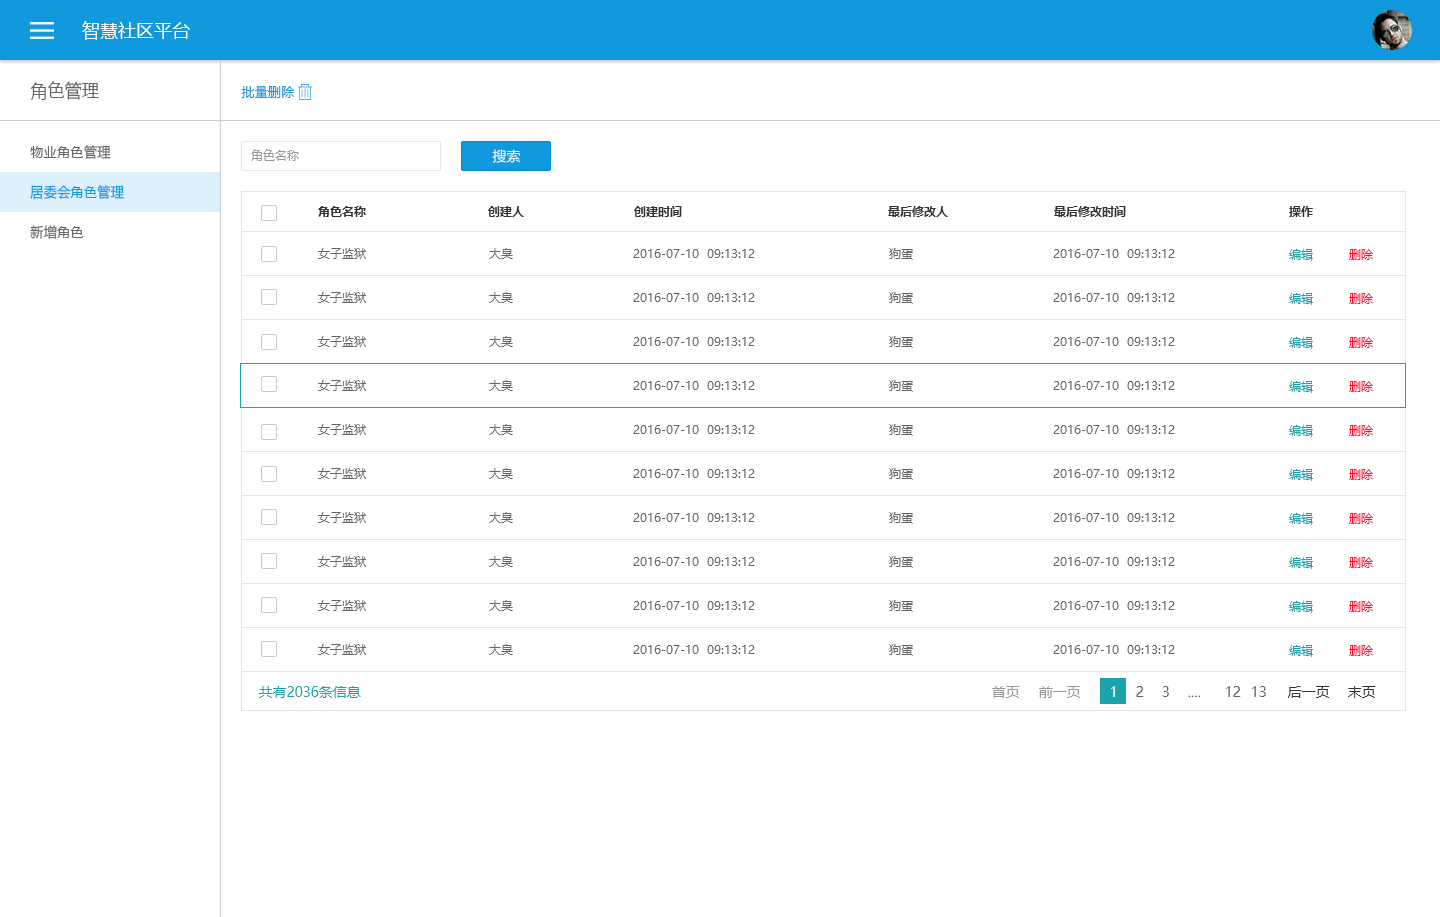 智慧社区平台
角色管理
批量删除
物业角色管理
居委会角色管理
新增角色
角色名称 搜索
角色名称 创建人 创建时间 最后修改人 最后修改时间 操作
女子监狱 大臭 2016-07-10 09:13:12 狗蛋 2016-07-10 09:13:12 编辑 删除
女子监狱 大臭 2016-07-10 09:13:12 狗蛋 2016-07-10 09:13:12 编辑 删除
女子监狱 大臭 2016-07-10 09:13:12 狗蛋 2016-07-10 09:13:12 编辑 删除
女子监狱 大臭 2016-07-10 09:13:12 狗蛋 2016-07-10 09:13:12 编辑 删除
女子监狱 大臭 2016-07-10 09:13:12 狗蛋 2016-07-10 09:13:12 编辑 删除
女子监狱 大臭 2016-07-10 09:13:12 狗蛋 2016-07-10 09:13:12 编辑 删除
女子监狱 大臭 2016-07-10 09:13:12 狗蛋 2016-07-10 09:13:12 编辑 删除
女子监狱 大臭 2016-07-10 09:13:12 狗蛋 2016-07-10 09:13:12 编辑 删除
女子监狱 大臭 2016-07-10 09:13:12 狗蛋 2016-07-10 09:13:12 编辑 删除
女子监狱 大臭 2016-07-10 09:13:12 狗蛋 2016-07-10 09:13:12 编辑 删除
共有2036条信息 首页 前一页 1 2 3 .... 12 13 后一页 末页